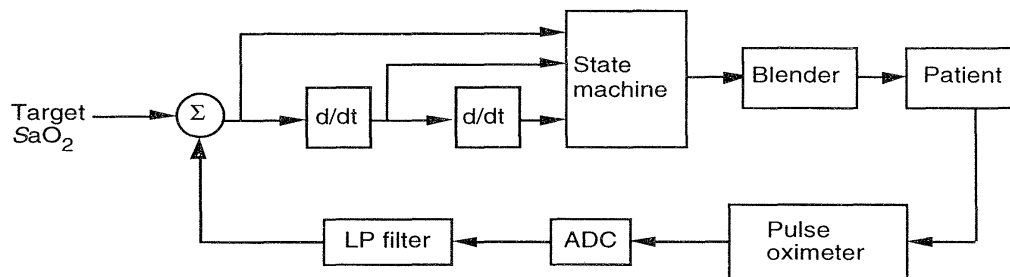 Target
SaO₂
Σ
d/dt
d/dt
State
machine
Blender
Patient
LP filter
ADC
Pulse
oximeter